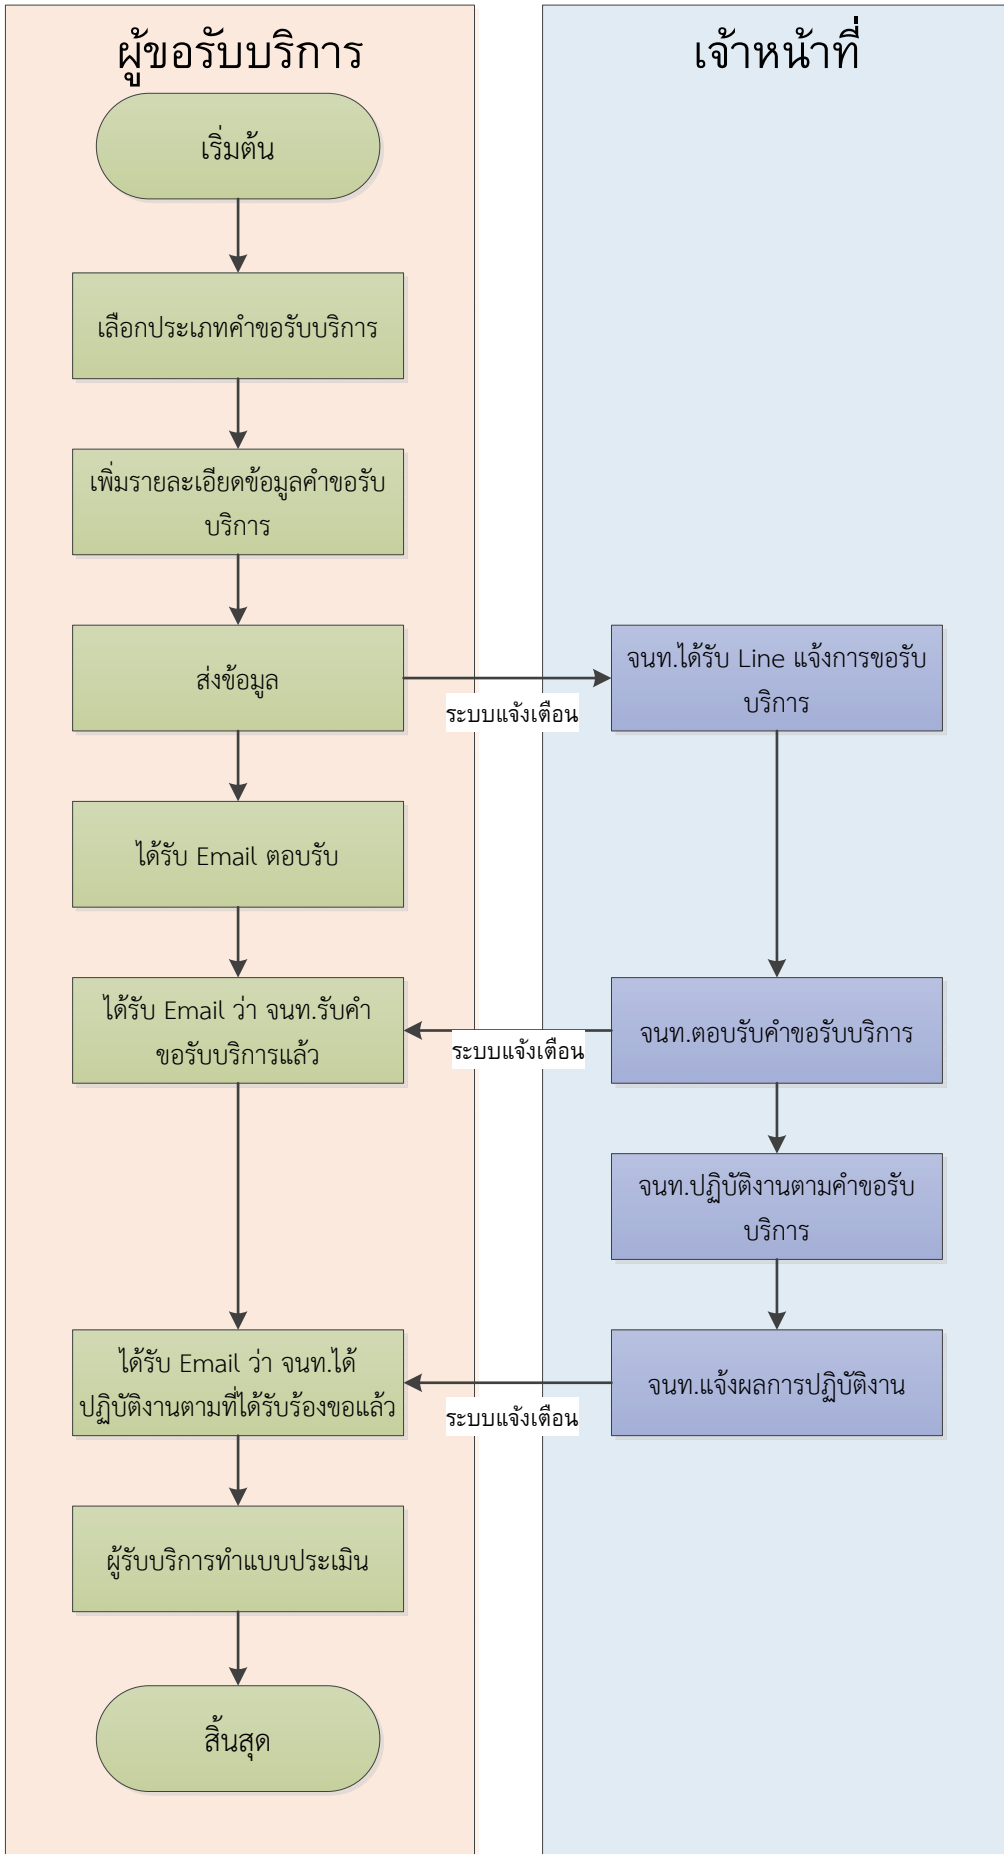 ผู้ขอรับบริการ
เริ่มต้น
เลือกประเภทคำขอรับบริการ
เพิ่มรายละเอียดข้อมูลคำขอรับ
บริการ
ส่งข้อมูล
ระบบแจ้งเตือน
ได้รับ Email ตอบรับ
ได้รับ Email ว่า จนท.รับคำ
ขอรับบริการแล้ว
ระบบแจ้งเตือน
ได้รับ Email ว่า จนท.ได้
ปฏิบัติงานตามที่ได้รับร้องขอแล้ว
ระบบแจ้งเตือน
ผู้รับบริการทำแบบประเมิน
สิ้นสุด
เจ้าหน้าที่
จนท.ได้รับ Line แจ้งการขอรับ
บริการ
จนท.ตอบรับคำขอรับบริการ
จนท.ปฏิบัติงานตามคำขอรับ
บริการ
จนท.แจ้งผลการปฏิบัติงาน